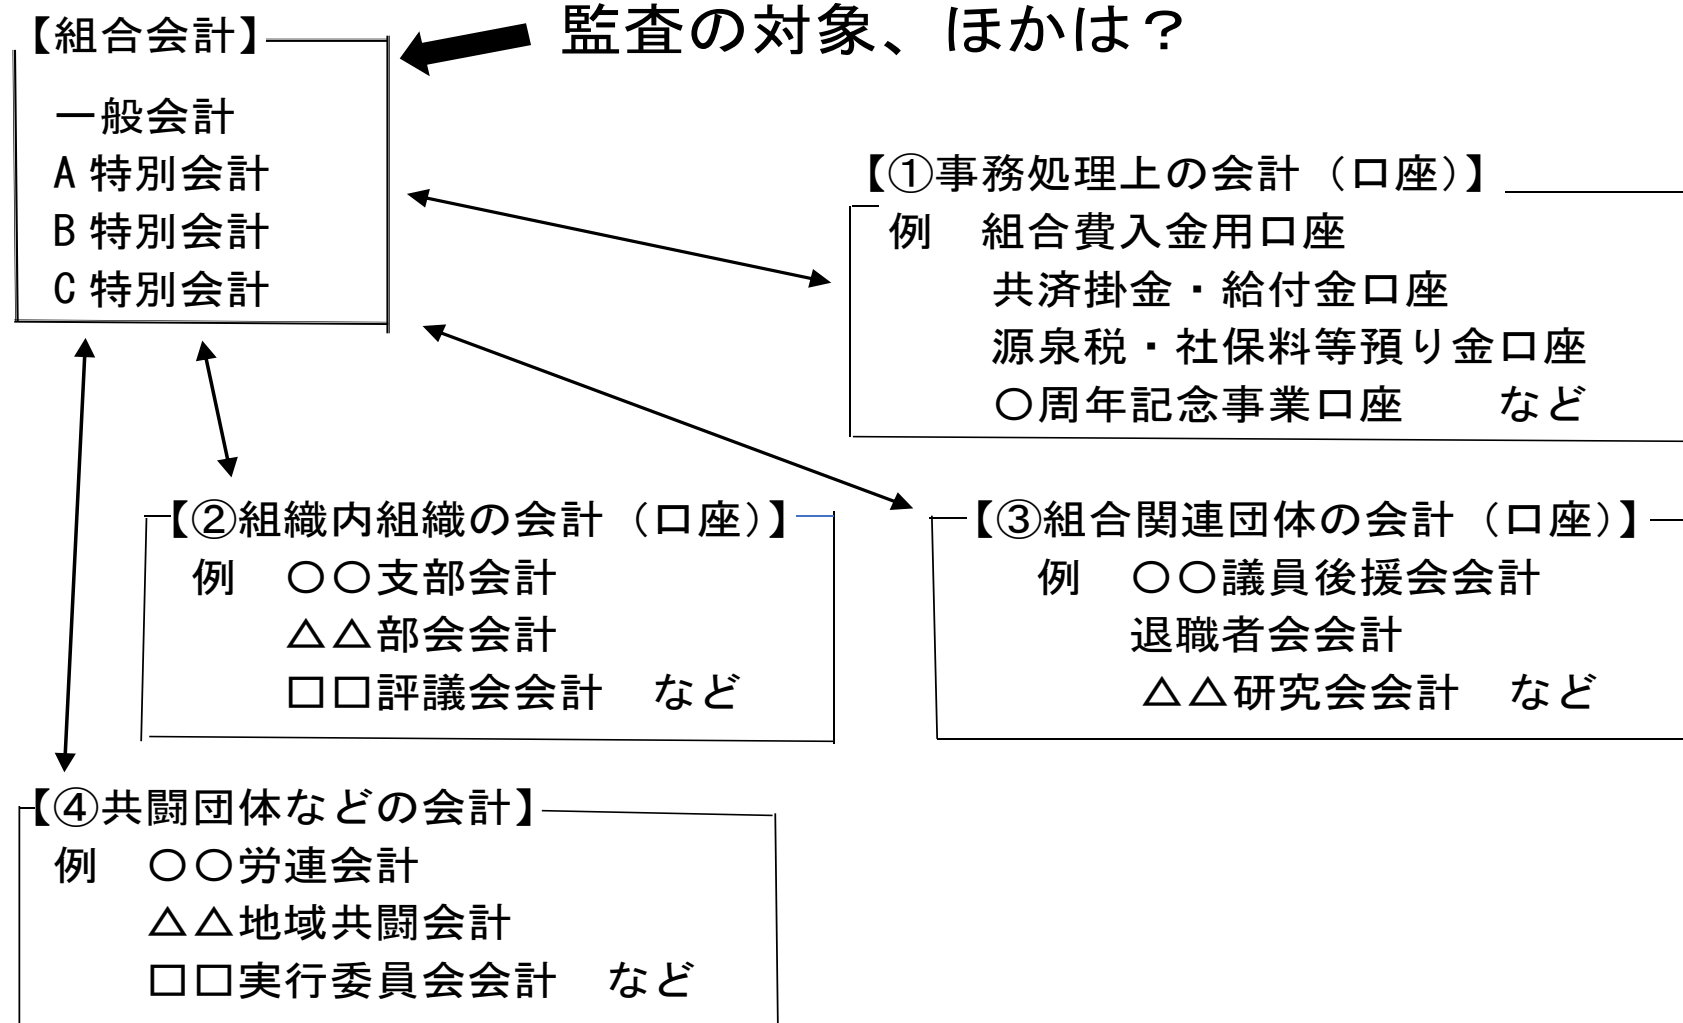 監査の対象、ほかは？
【組合会計】
一般会計
A 特別会計
B 特別会計
C 特別会計
【①事務処理上の会計（口座）】
例　組合費入金用口座
共済掛金・給付金口座
源泉税・社保料等預り金口座
〇周年記念事業口座　　など
【②組織内組織の会計（口座）】
例　〇〇支部会計
△△部会会計
□□評議会会計　など
【③組合関連団体の会計（口座）】
例　〇〇議員後援会会計
退職者会会計
△△研究会会計　など
【④共闘団体などの会計】
例　〇〇労連会計
△△地域共闘会計
□□実行委員会会計　など